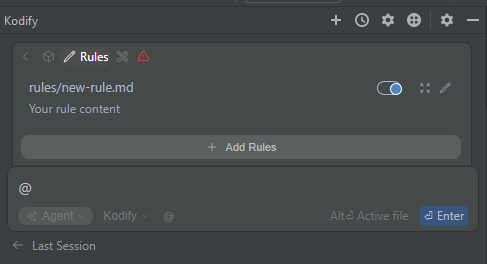 Kodify
Rules
rules/new-rule.md
Your rule content
+ Add Rules
@
Agent
Kodify
@
Alt⏎ Active file
⏎ Enter
← Last Session